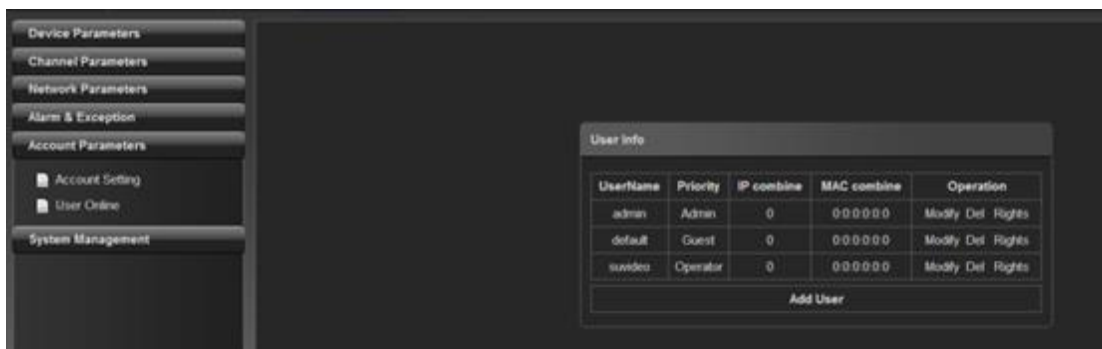 Device Parameters
Channel Parameters
Network Parameters
Alarm & Exception
Account Parameters
Account Setting
User Online
System Management
User Info
UserName Priority IP combine MAC combine Operation
admin Admin 0 0:0:0:0:0:0 Modify Del Rights
default Guest 0 0:0:0:0:0:0 Modify Del Rights
suvideo Operator 0 0:0:0:0:0:0 Modify Del Rights
Add User